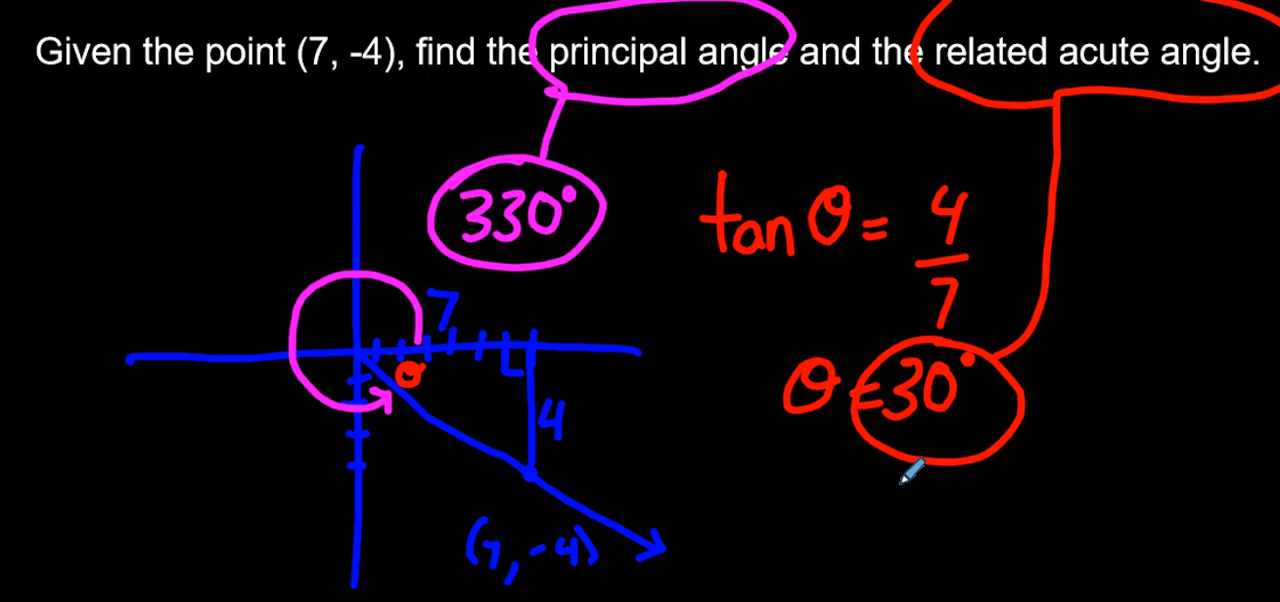 Given the point (7, -4), find the principal angle and the related acute angle.
330°
tan θ = 4/7
7
θ
θ = 30°
4
(7, -4)